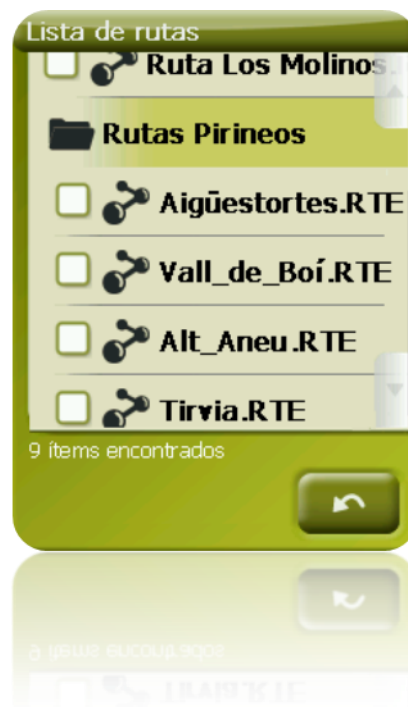 Lista de rutas
Ruta Los Molinos.
Rutas Pirineos
Aigüestortes.RTE
Vall_de_Boí.RTE
Alt_Aneu.RTE
Tirvia.RTE
9 ítems encontrados